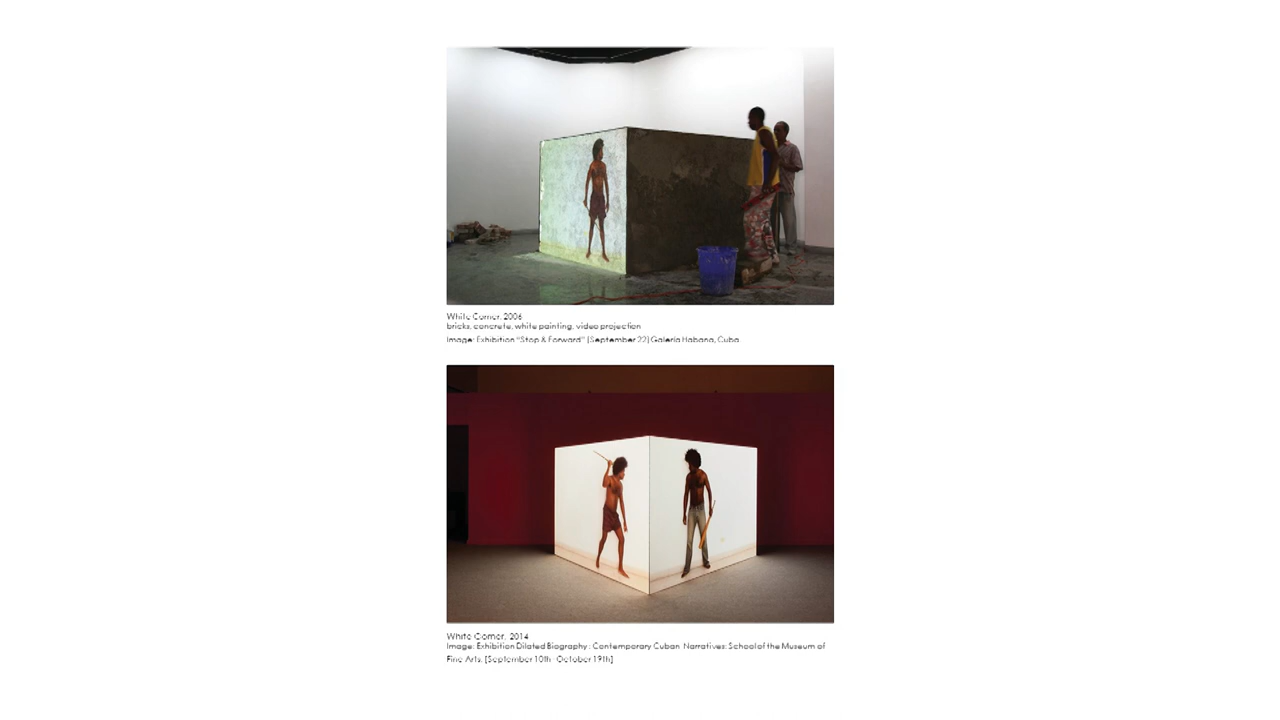 White Corner, 2006
bricks, concrete, white painting, video projection
Image: Exhibition "Stop & Forward" (September 22) Galería Habana, Cuba
White Corner, 2014
Image: Exhibition Dilated Biography : Contemporary Cuban Narratives: School of the Museum of
Fine Arts. [September 10th - October 19th]